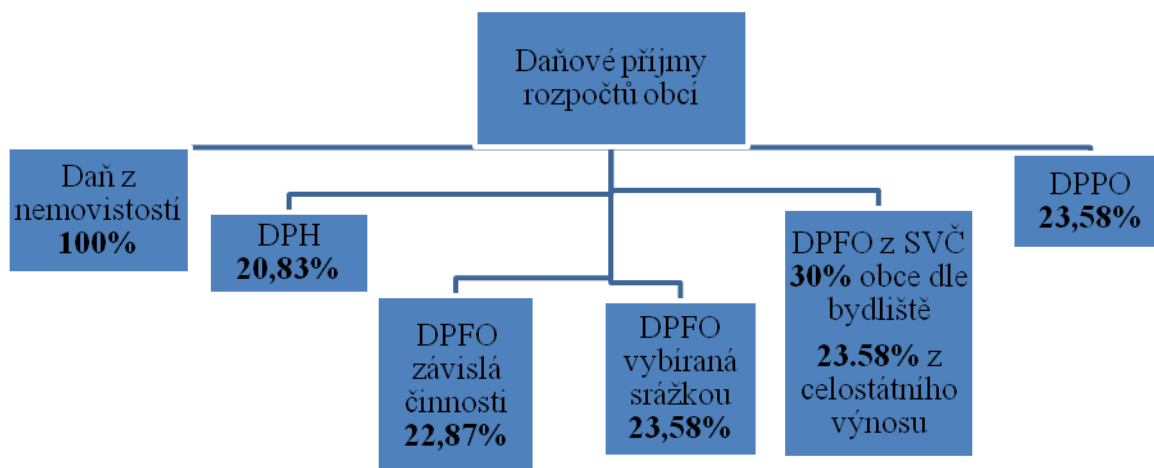 Daňové příjmy
rozpočtů obcí
Daň z
nemovistostí
100%
DPH
20,83%
DPFO
závislá
činnosti
22,87%
DPFO
vybíraná
srážkou
23,58%
DPFO z SVČ
30% obce dle
bydliště
23.58% z
celostátního
výnosu
DPPO
23,58%